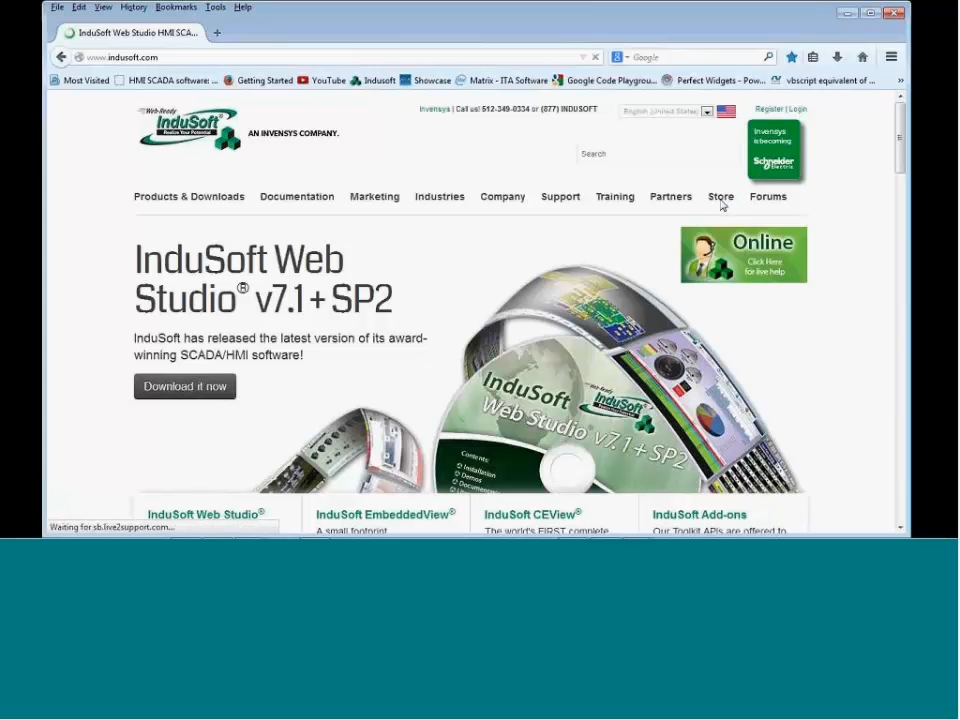 File Edit View History Bookmarks Tools Help
InduSoft Web Studio HMI SCA... +
www.indusoft.com
Google
Most Visited HMI SCADA software: ... Getting Started YouTube Indusoft Showcase Matrix - ITA Software Google Code Playgrou... Perfect Widgets - Pow... vbscript equivalent of ... »
Web-Ready
InduSoft®
Realize Your Potential
AN INVENSYS COMPANY.
Invensys | Call us! 512-349-0334 or (877) INDUSOFT
English (United States)
Register | Login
Search
Invensys
is becoming
Schneider
Electric
Products & Downloads Documentation Marketing Industries Company Support Training Partners Store Forums
InduSoft Web
Studio® v7.1+ SP2
InduSoft has released the latest version of its award-
winning SCADA/HMI software!
Download it now
Online
Click Here
for live help
InduSoft
Web Studio® v7.1+SP2
Web-Ready
InduSoft
Contents:
Installation
Demos
InduSoft Web Studio® InduSoft EmbeddedView® InduSoft CEView® InduSoft Add-ons
A small footprint The world's FIRST complete Our Toolkit APIs are offered to
Waiting for sb.live2support.com...